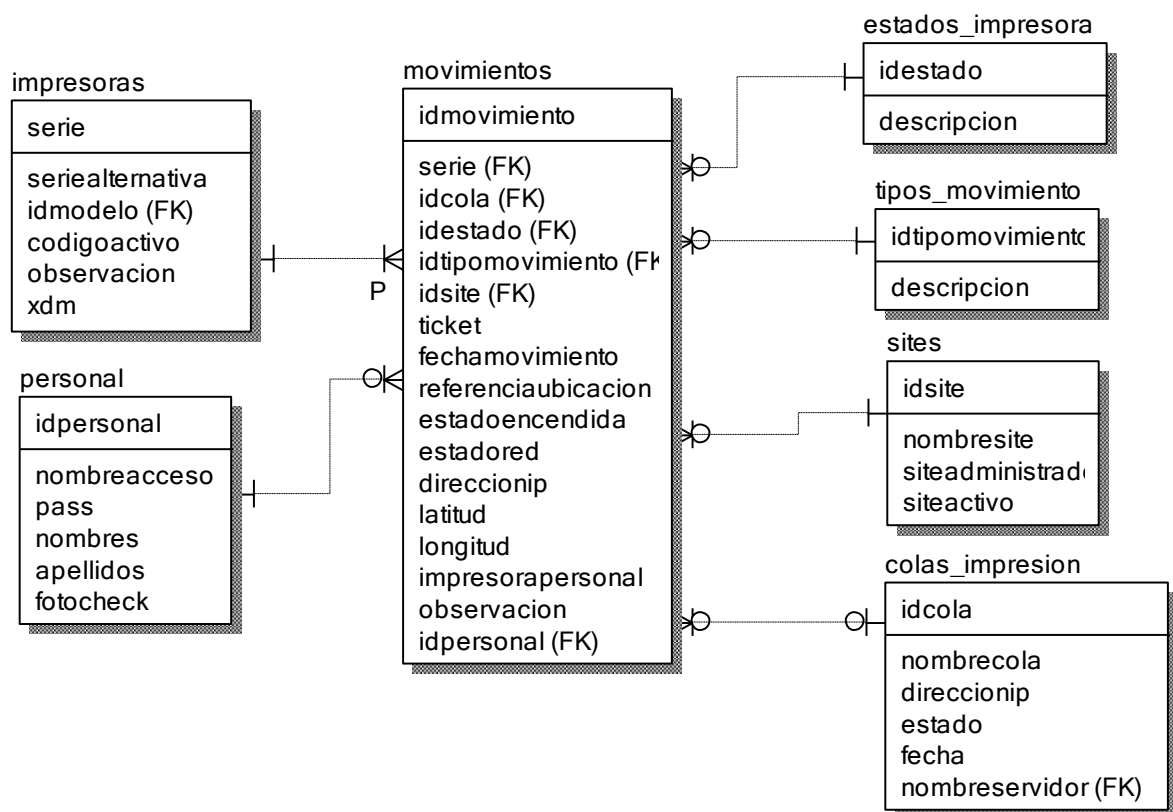 impresoras
serie
seriealternativa
idmodelo (FK)
codigoactivo
observacion
xdm
personal
idpersonal
nombreacceso
pass
nombres
apellidos
fotocheck
P
movimientos
idmovimiento
serie (FK)
idcola (FK)
idestado (FK)
idtipomovimiento (FK
idsite (FK)
ticket
fechamovimiento
referenciaubicacion
estadoencendida
estadored
direccionip
latitud
longitud
impresorapersonal
observacion
idpersonal (FK)
estados_impresora
idestado
descripcion
tipos_movimiento
idtipomovimiento
descripcion
sites
idsite
nombresite
siteadministrado
siteactivo
colas_impresion
idcola
nombrecola
direccionip
estado
fecha
nombreservidor (FK)